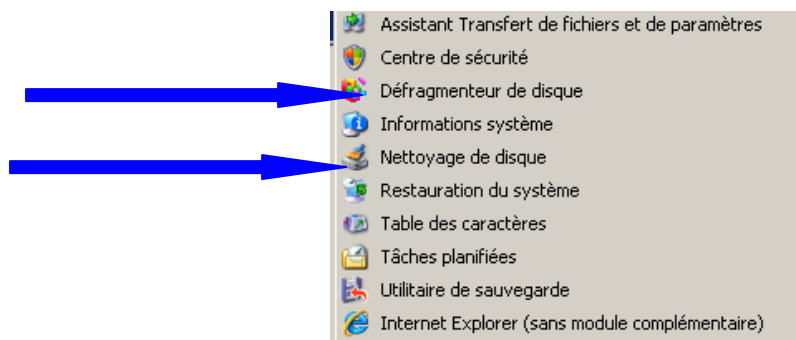 Assistant Transfert de fichiers et de paramètres
Centre de sécurité
Défragmenteur de disque
Informations système
Nettoyage de disque
Restauration du système
Table des caractères
Tâches planifiées
Utilitaire de sauvegarde
Internet Explorer (sans module complémentaire)